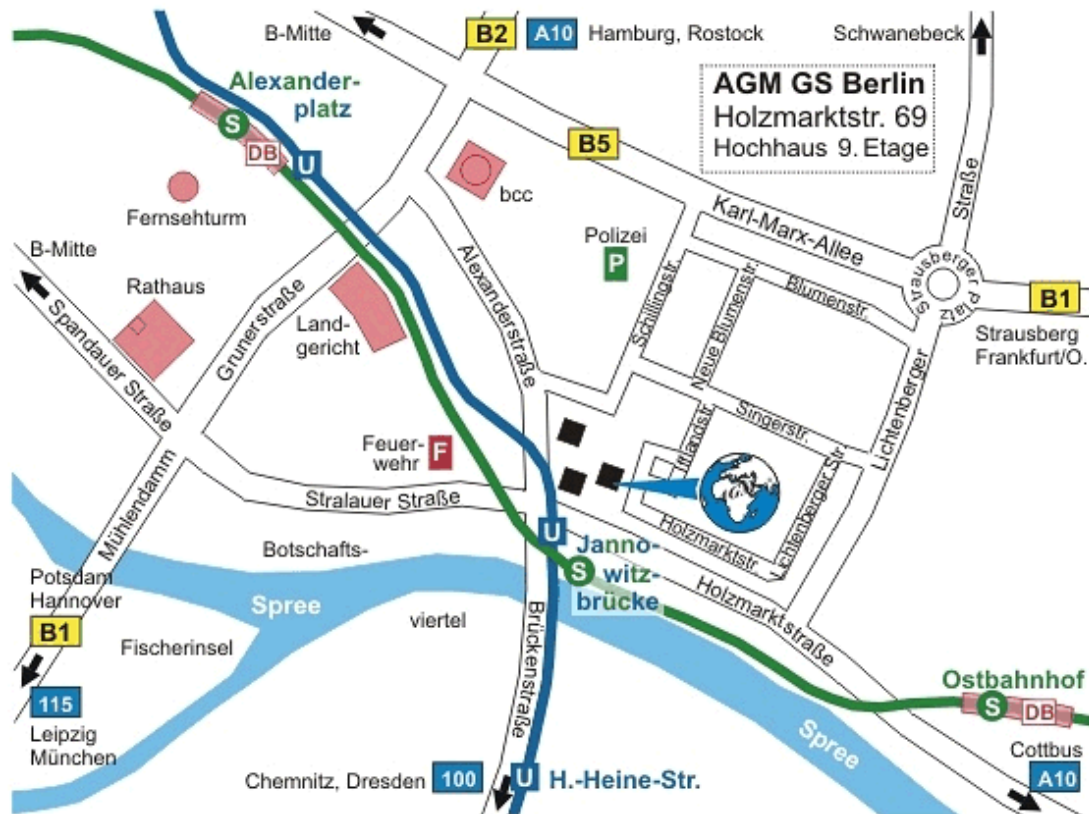 B-Mitte
B2
A10
Hamburg, Rostock
Schwanebeck
Alexander-
platz
S
DB
U
AGM GS Berlin
Holzmarktstr. 69
Hochhaus 9. Etage
B5
bcc
Fernsehturm
Polizei
P
Karl-Marx-Allee
Straße
Strausberger Platz
B1
Strausberg
Frankfurt/O.
B-Mitte
Rathaus
Spandauer Straße
Grunerstraße
Land-
gericht
Alexanderstraße
Schillingstr.
Neue Blumenstr.
Blumenstr.
Lichtenberger
Singerstr.
Ifflandstr.
Lichtenberger Str.
Feuer-
wehr
F
Stralauer Straße
Mühlendamm
Holzmarktstr.
Holzmarktstraße
U
Janno-
witz-
brücke
S
Botschafts-
viertel
Potsdam
Hannover
B1
Spree
Fischerinsel
Brückenstraße
115
Leipzig
München
Ostbahnhof
S
DB
Spree
Cottbus
A10
Chemnitz, Dresden
100
U
H.-Heine-Str.